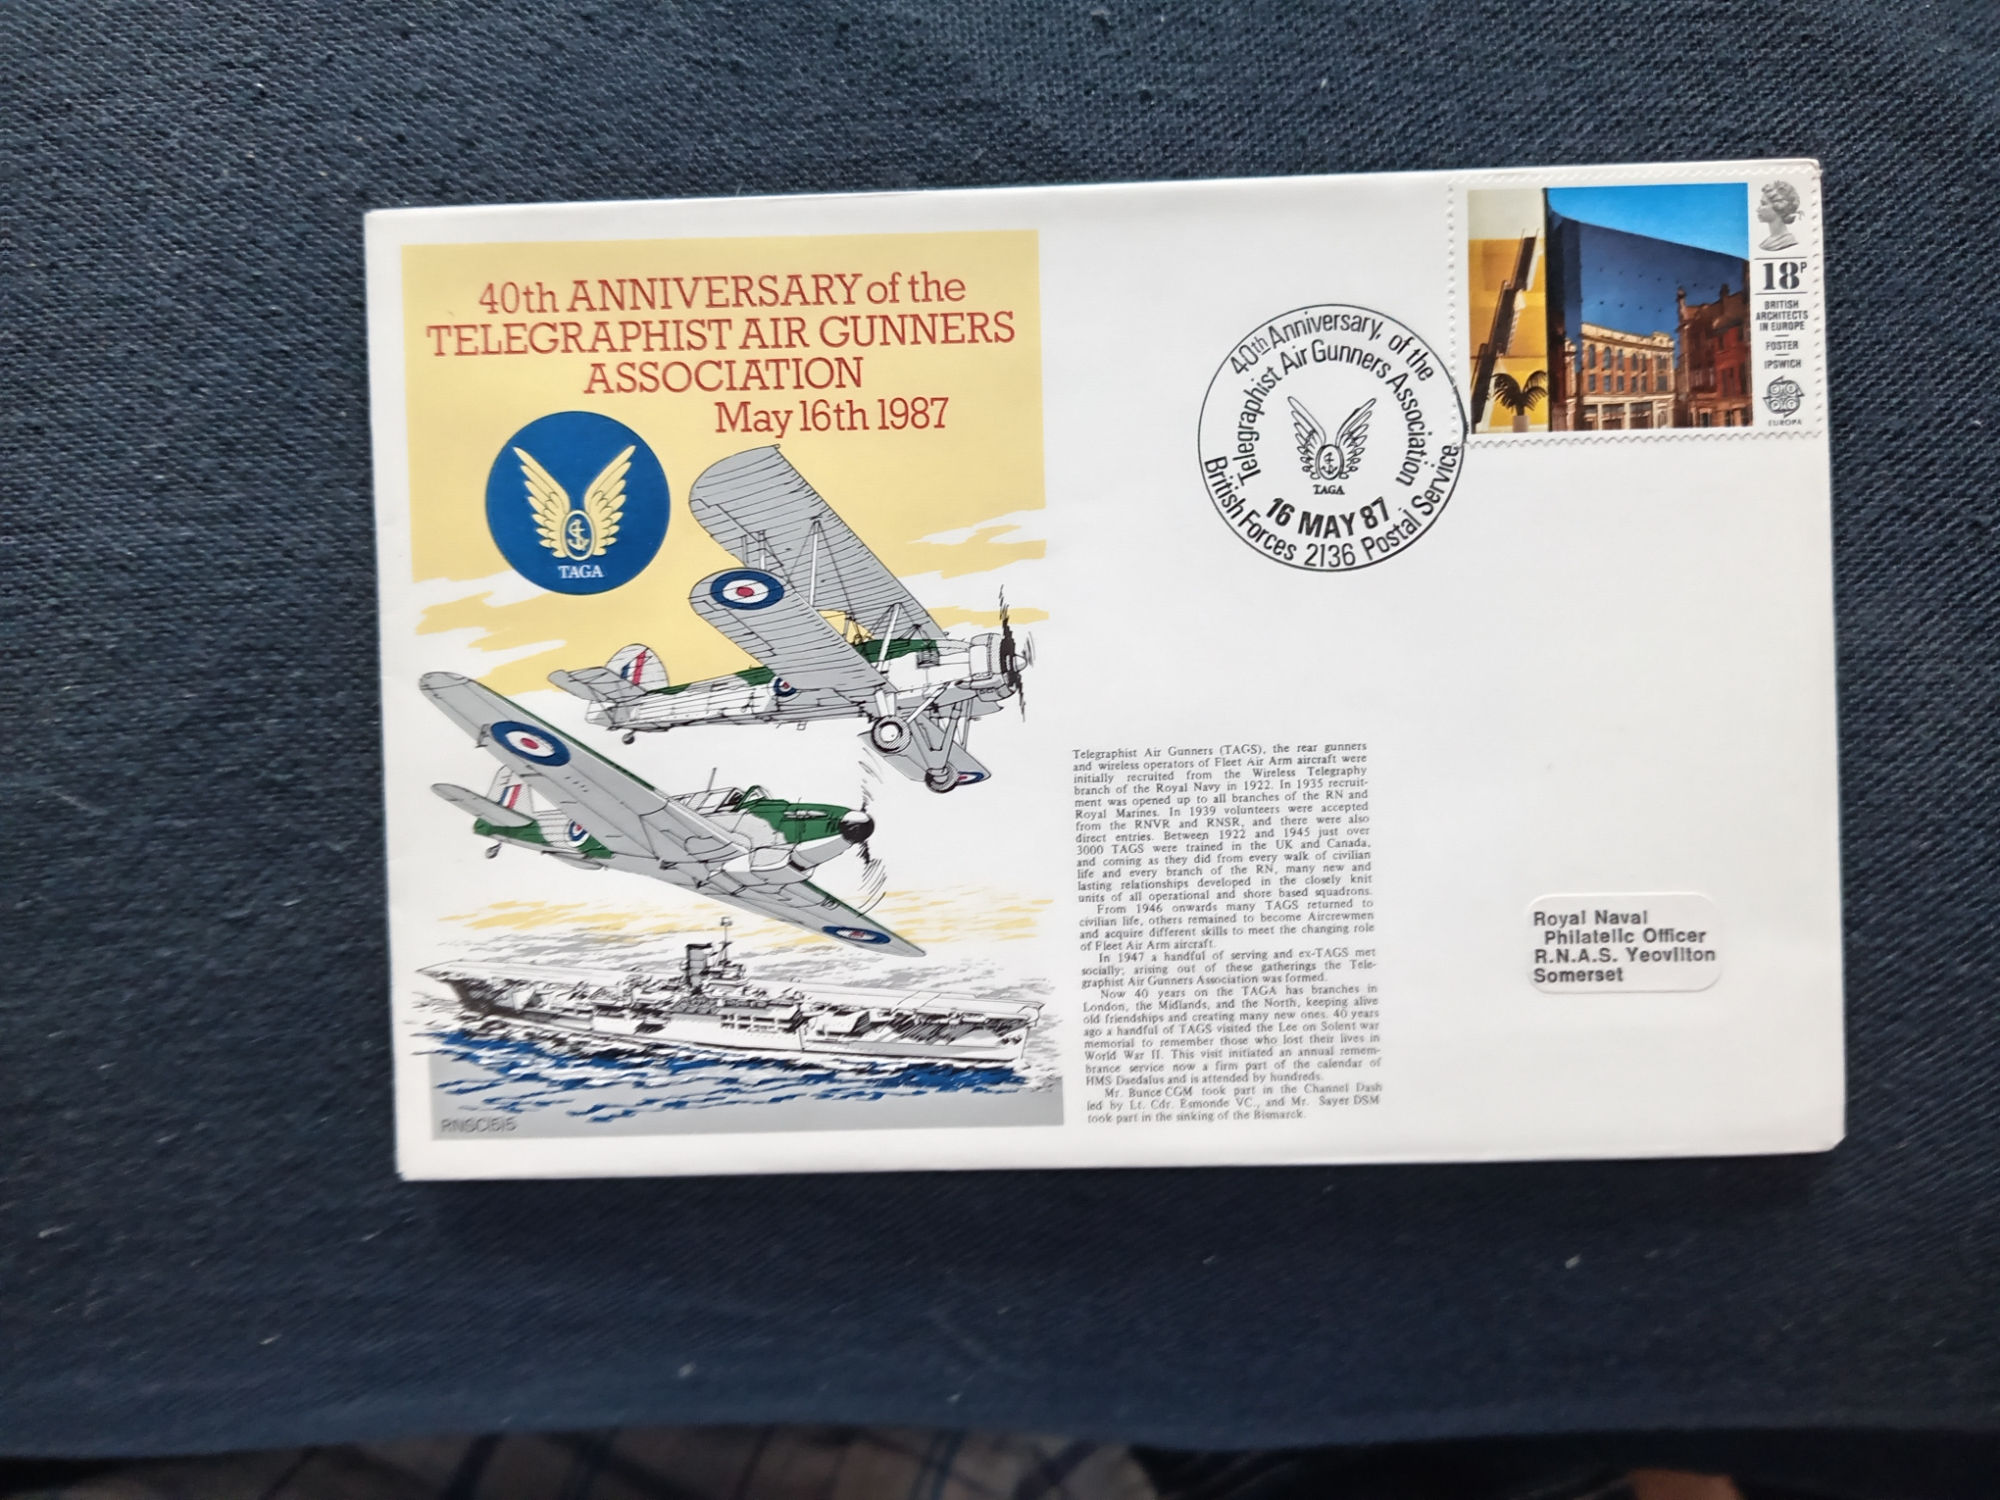 40th ANNIVERSARY of the
TELEGRAPHIST AIR GUNNERS
ASSOCIATION
May 16th 1987
TAGA
RNSC(5)5
40th Anniversary, of the
Telegraphist Air Gunners Association
TAGA
16 MAY 87
British Forces 2136 Postal Service
18P
BRITISH
ARCHITECTS
IN EUROPE
FOSTER
IPSWICH
EUROPA
Telegraphist Air Gunners (TAGS), the rear gunners
and wireless operators of Fleet Air Arm aircraft were
initially recruited from the Wireless Telegraphy
branch of the Royal Navy in 1922. In 1935 recruit-
ment was opened up to all branches of the RN and
Royal Marines. In 1939 volunteers were accepted
from the RNVR and RNSR, and there were also
direct entries. Between 1922 and 1945 just over
3000 TAGS were trained in the UK and Canada,
and coming as they did from every walk of civilian
life and every branch of the RN, many new and
lasting relationships developed in the closely knit
units of all operational and shore based squadrons.
From 1946 onwards many TAGS returned to
civilian life, others remained to become Aircrewmen
and acquire different skills to meet the changing role
of Fleet Air Arm aircraft.
In 1947 a handful of serving and ex-TAGS met
socially; arising out of these gatherings the Tele-
graphist Air Gunners Association was formed.
Now 40 years on the TAGA has branches in
London, the Midlands, and the North, keeping alive
old friendships and creating many new ones. 40 years
ago a handful of TAGS visited the Lee on Solent war
memorial to remember those who lost their lives in
World War II. This visit initiated an annual remem-
brance service now a firm part of the calendar of
HMS Daedalus and is attended by hundreds.
Mr. Bunce CGM took part in the Channel Dash
led by Lt. Cdr. Esmonde VC., and Mr. Sayer DSM
took part in the sinking of the Bismarck.
Royal Naval
Philatelic Officer
R.N.A.S. Yeovilton
Somerset